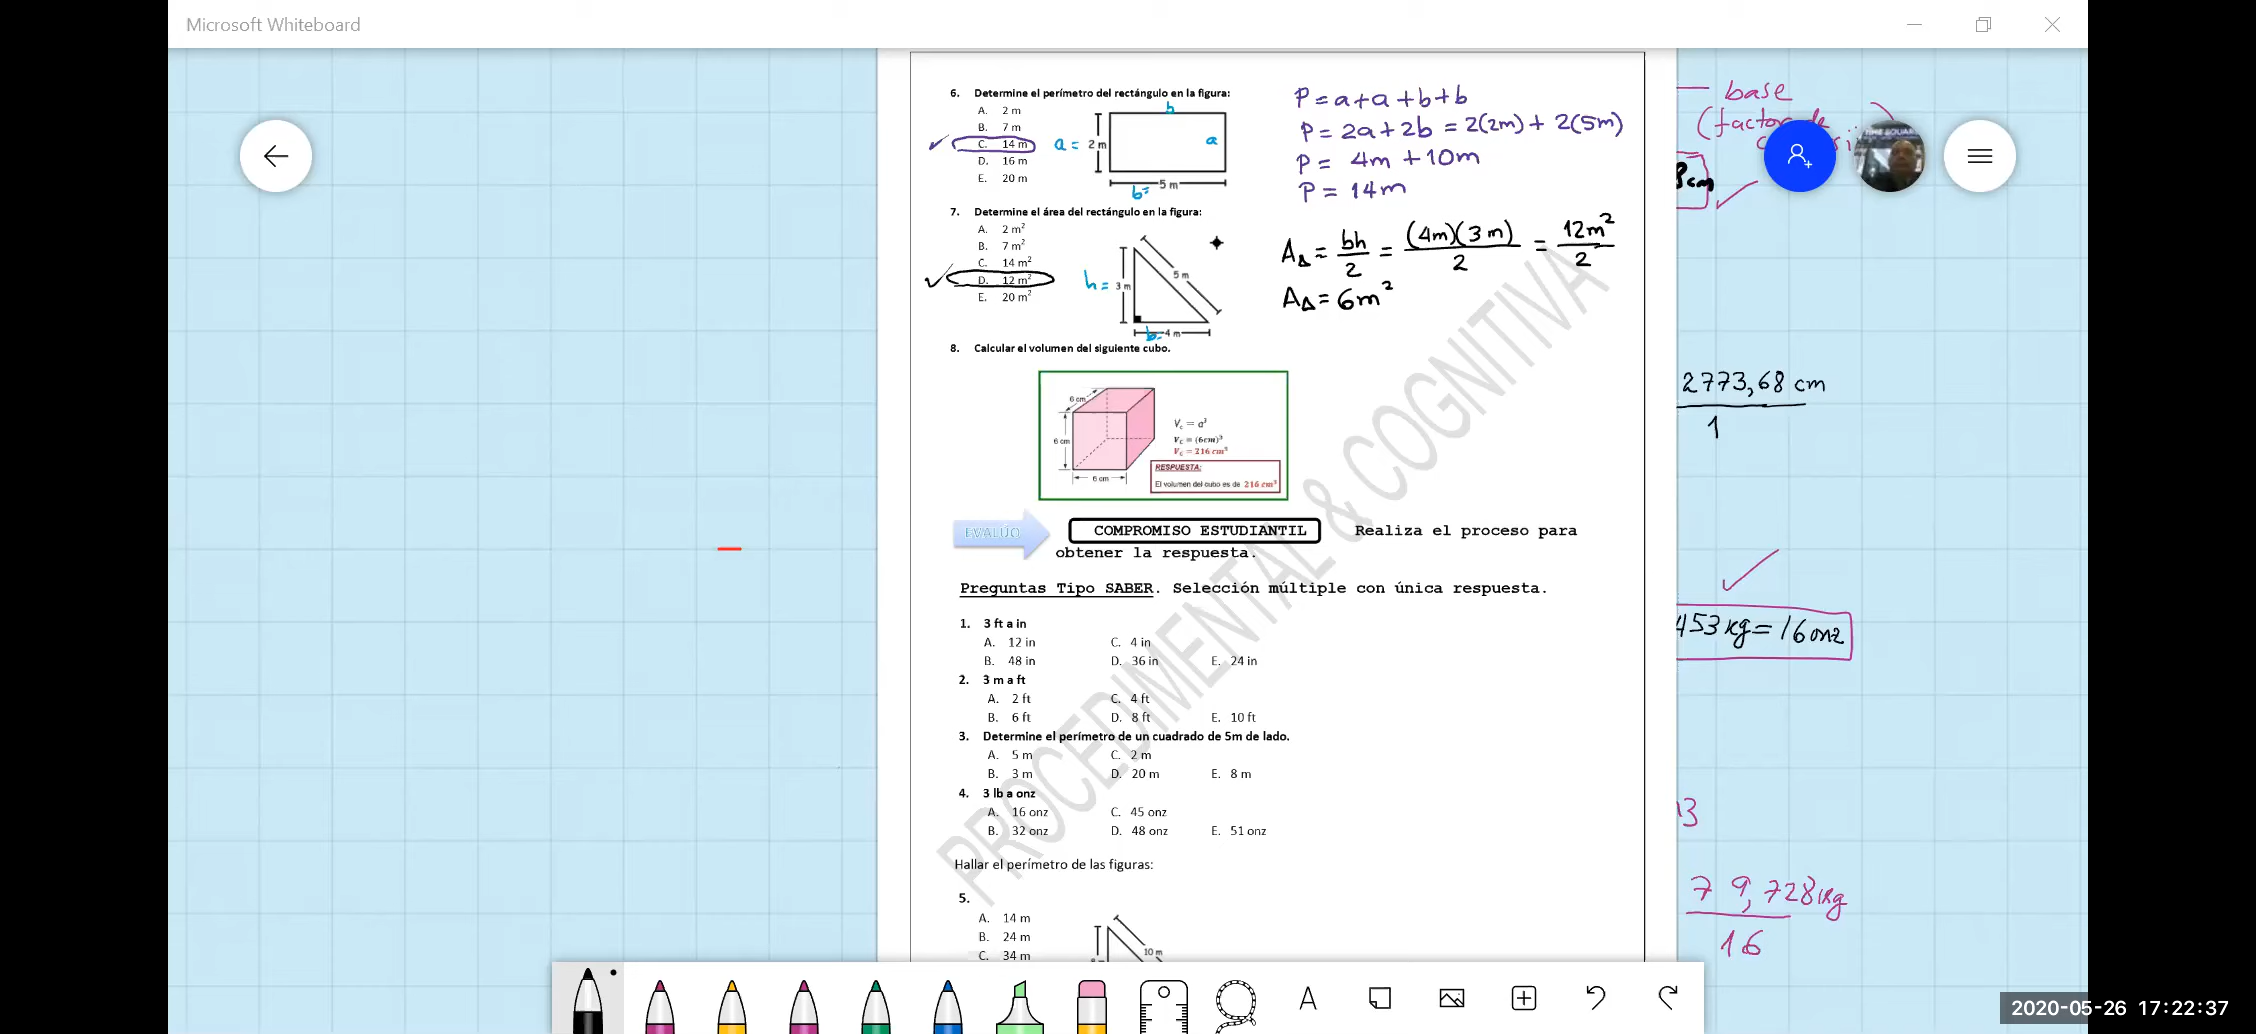 Microsoft Whiteboard
6. Determine el perímetro del rectángulo en la figura:
A. 2 m
B. 7 m
C. 14 m
D. 16 m
E. 20 m
b
a = 2 m
a
b= 5 m
P = a+a +b+b
P = 2a+2b = 2(2m) + 2(5m)
P = 4m +10m
P = 14m
7. Determine el área del rectángulo en la figura:
A. 2 m²
B. 7 m²
C. 14 m²
D. 12 m²
E. 20 m²
h = 3 m
5 m
b= 4 m
A△ = bh/2 = (4m)(3m)/2 = 12m²/2
A△ = 6m²
8. Calcular el volumen del siguiente cubo.
6 cm
6 cm
6 cm
V꜀ = a³
V꜀ = (6cm)³
V꜀ = 216 cm³
RESPUESTA:
El volumen del cubo es de 216 cm³
EVALÚO
COMPROMISO ESTUDIANTIL Realiza el proceso para
obtener la respuesta.
Preguntas Tipo SABER. Selección múltiple con única respuesta.
1. 3 ft a in
A. 12 in C. 4 in
B. 48 in D. 36 in E. 24 in
2. 3 m a ft
A. 2 ft C. 4 ft
B. 6 ft D. 8 ft E. 10 ft
3. Determine el perímetro de un cuadrado de 5m de lado.
A. 5 m C. 2 m
B. 3 m D. 20 m E. 8 m
4. 3 lb a onz
A. 16 onz C. 45 onz
B. 32 onz D. 48 onz E. 51 onz
Hallar el perímetro de las figuras:
5.
A. 14 m
B. 24 m
C. 34 m
10 m
PROCEDIMENTAL & COGNITIVA
base
(factor de
cm
2773,68 cm
1
453 kg = 16 onz
3
79,728 kg
16
A
2020-05-26 17:22:37